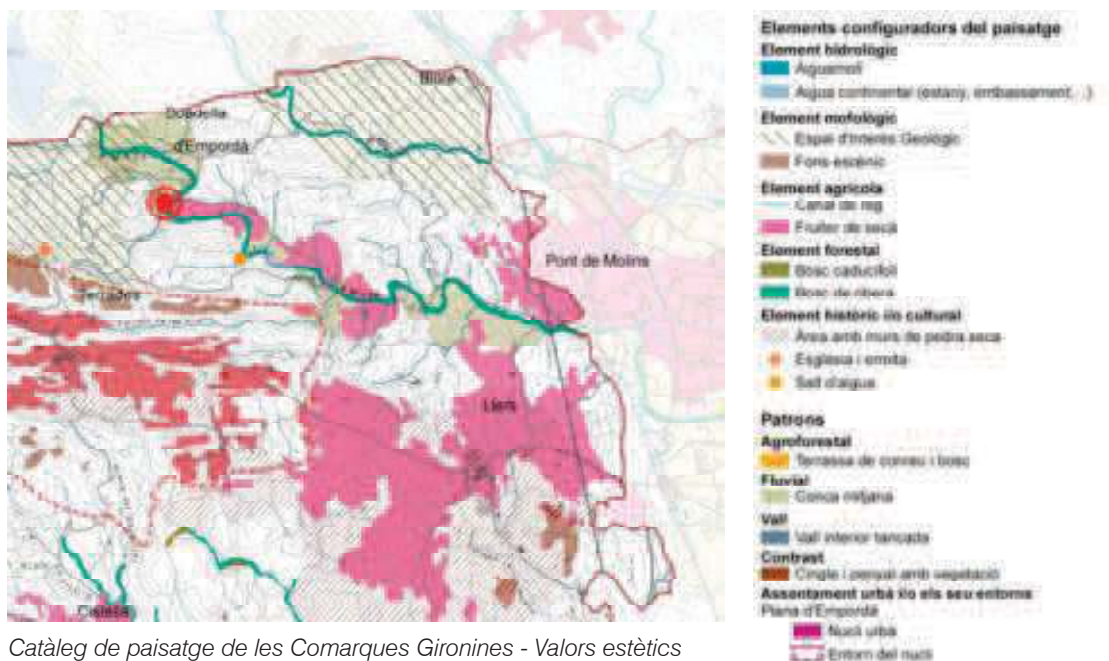 Biure
Boadella
d'Empordà
Pont de Molins
Terrades
Llers
Cistella
Catàleg de paisatge de les Comarques Gironines - Valors estètics
Elements configuradors del paisatge
Element hidrològic
Aiguamoll
Aigua continental (estany, embassament, ...)
Element mofològic
Espai d'Interès Geològic
Fons escènic
Element agrícola
Canal de reg
Fruiter de secà
Element forestal
Bosc caducifoli
Bosc de ribera
Element històric i/o cultural
Àrea amb murs de pedra seca
Església i ermita
Salt d'aigua
Patrons
Agroforestal
Terrassa de conreu i bosc
Fluvial
Conca mitjana
Vall
Vall interior tancada
Contrast
Cingle i penyal amb vegetació
Assentament urbà i/o els seu entorns
Plana d'Empordà
Nucli urbà
Entorn del nucli